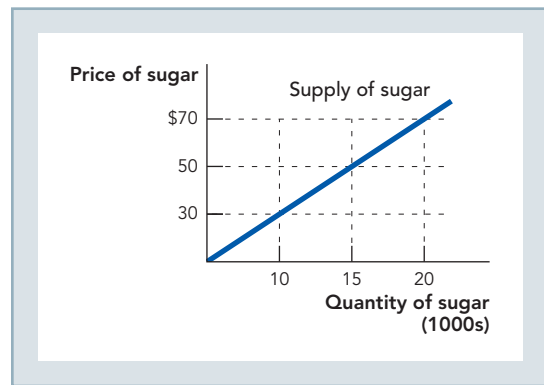 Price of sugar
Supply of sugar
$70
50
30
10 15 20
Quantity of sugar
(1000s)